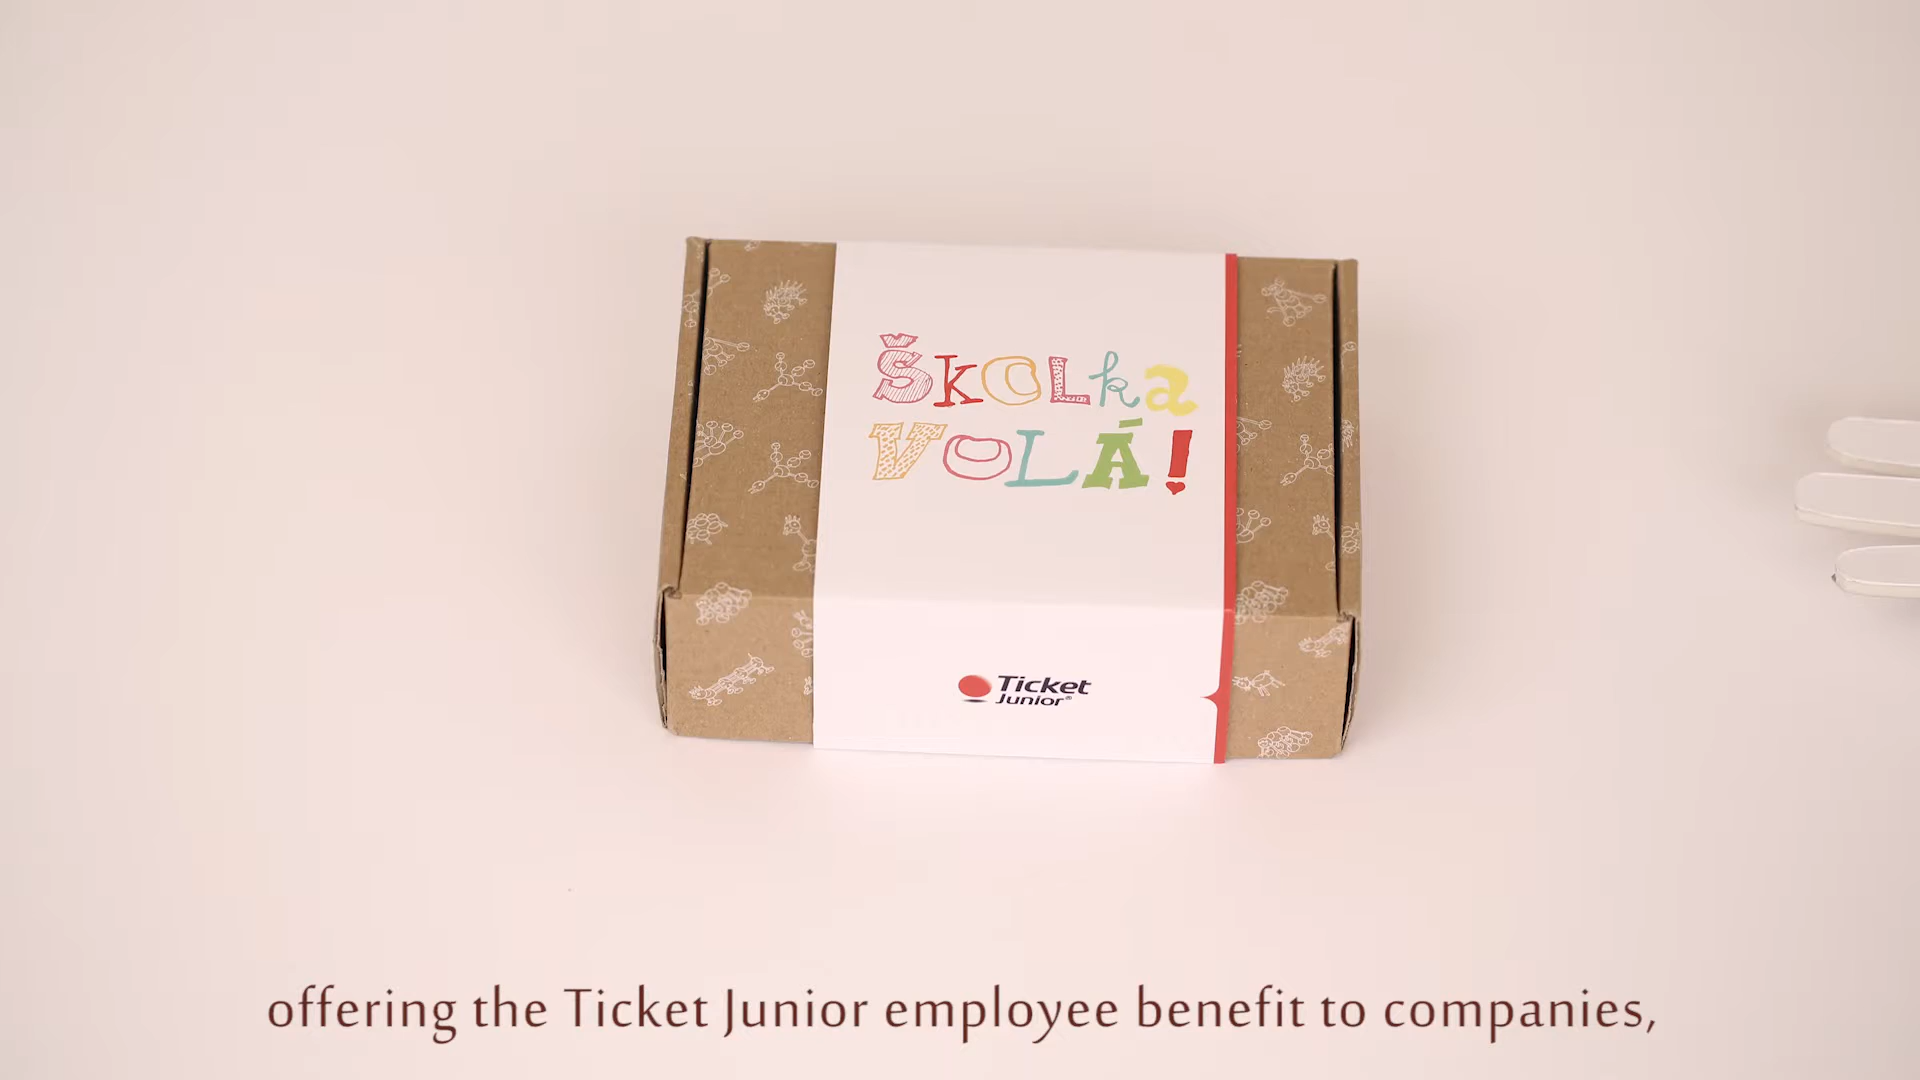 ŠKOLka
VOLÁ!
Ticket
Junior®
offering the Ticket Junior employee benefit to companies,